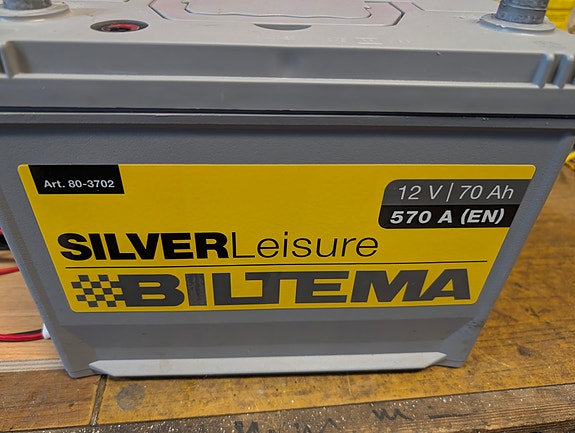 Art. 80-3702
12 V | 70 Ah
570 A (EN)
SILVERLeisure
BILTEMA